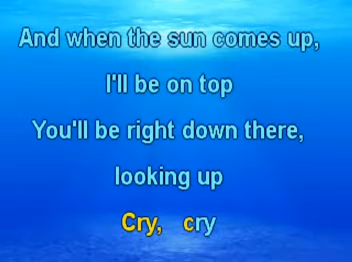 And when the sun comes up,
I'll be on top
You'll be right down there,
looking up
Cry, cry